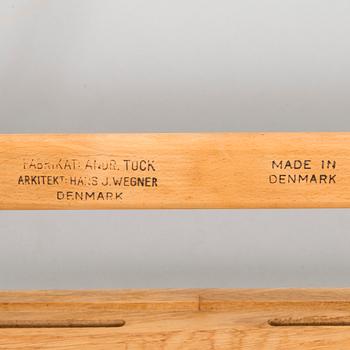 FABRIKAT: ANDR. TUCK
ARKITEKT: HANS J. WEGNER
DENMARK
MADE IN
DENMARK